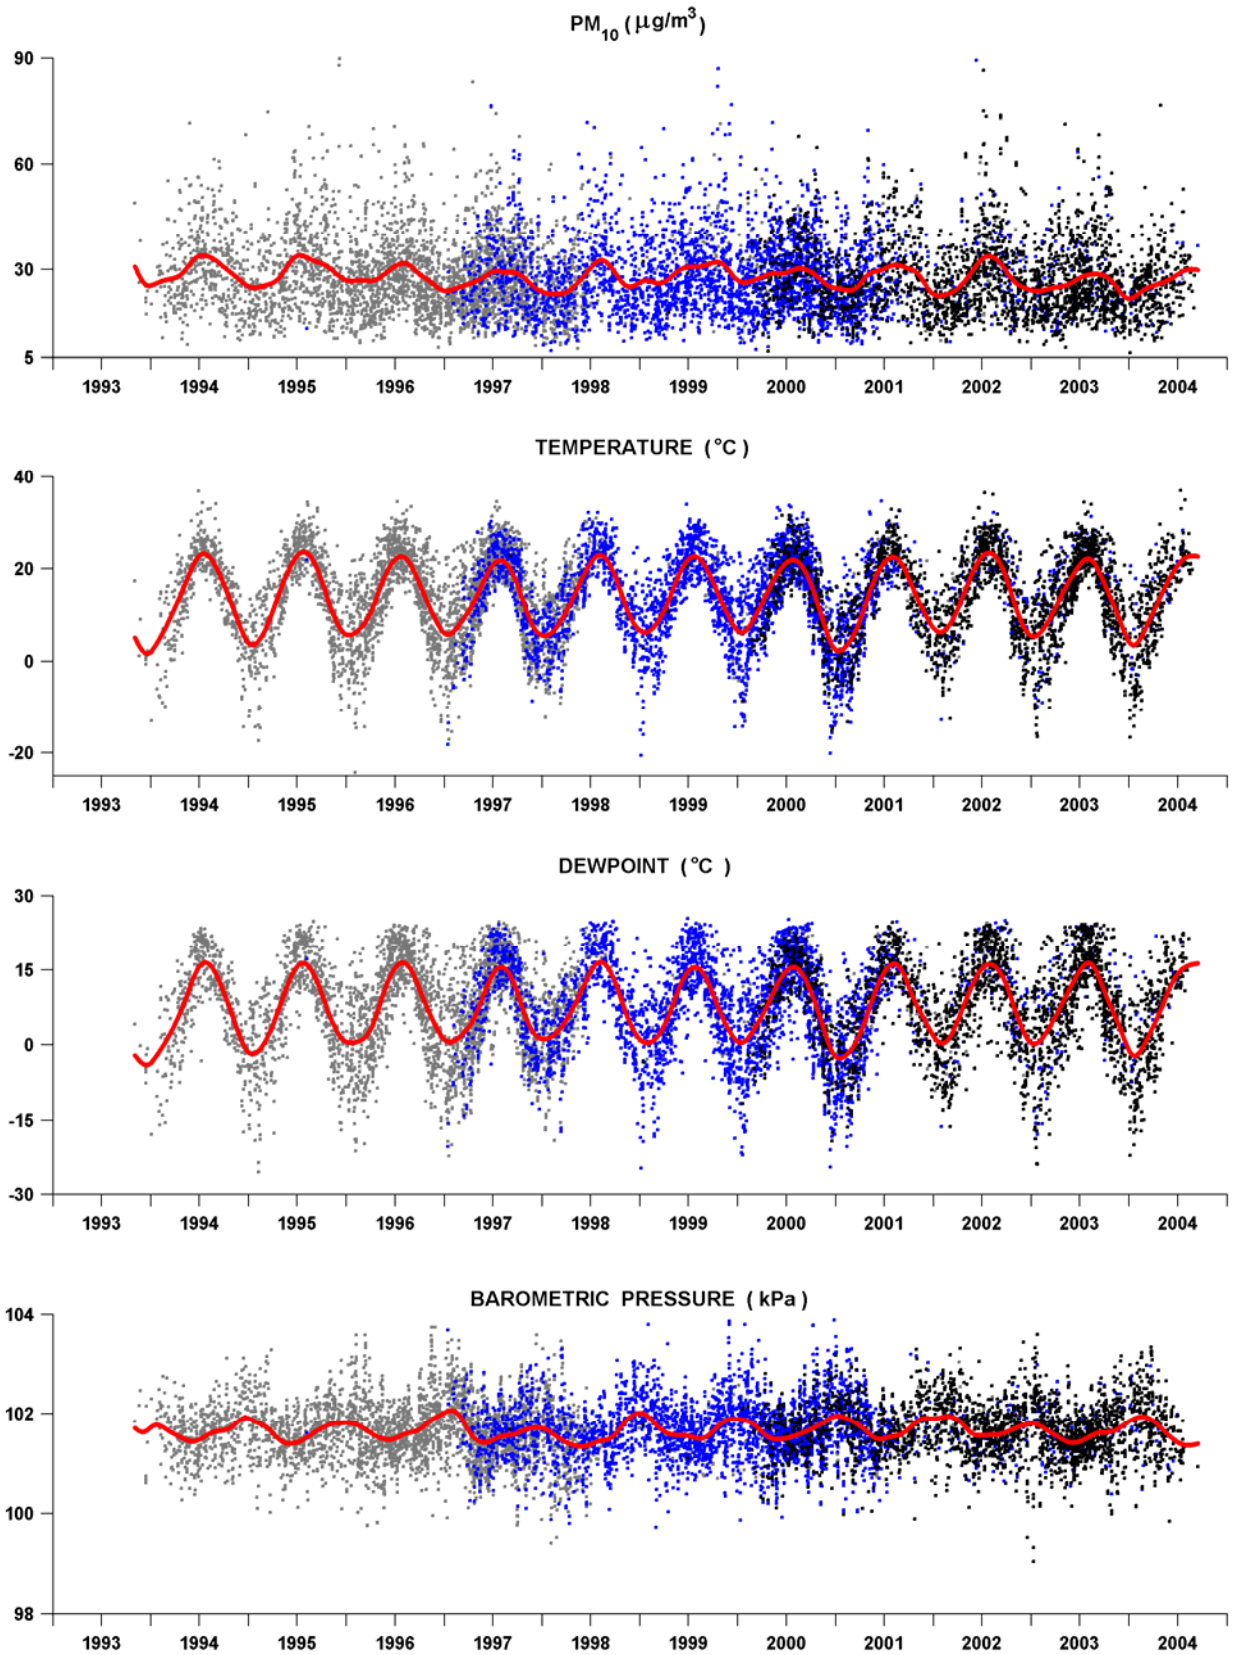 PM10 (μg/m3)
90
60
30
5
1993 1994 1995 1996 1997 1998 1999 2000 2001 2002 2003 2004
TEMPERATURE (°C)
40
20
0
-20
1993 1994 1995 1996 1997 1998 1999 2000 2001 2002 2003 2004
DEWPOINT (°C)
30
15
0
-15
-30
1993 1994 1995 1996 1997 1998 1999 2000 2001 2002 2003 2004
BAROMETRIC PRESSURE (kPa)
104
102
100
98
1993 1994 1995 1996 1997 1998 1999 2000 2001 2002 2003 2004